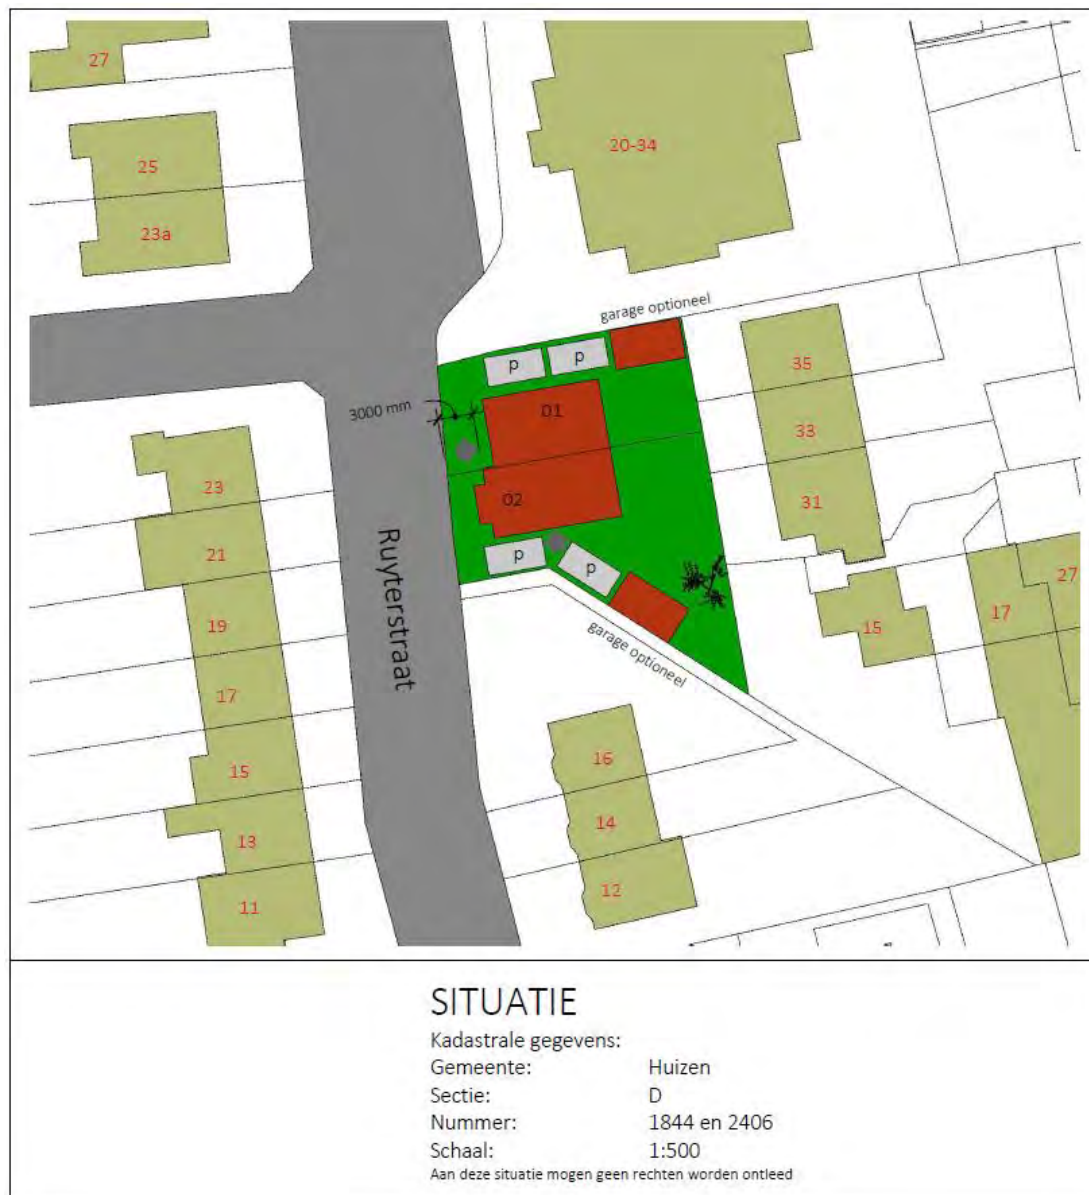 27
25
23a
20-34
garage optioneel
P
P
35
3000 mm
01
33
23
02
31
21
P
P
27
19
Ruyterstraat
15
17
garage optioneel
17
16
15
14
13
12
11
SITUATIE
Kadastrale gegevens:
Gemeente: Huizen
Sectie: D
Nummer: 1844 en 2406
Schaal: 1:500
Aan deze situatie mogen geen rechten worden ontleed